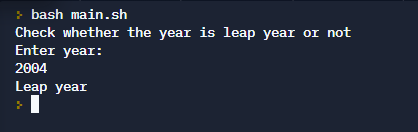 > bash main.sh
Check whether the year is leap year or not
Enter year:
2004
Leap year
>